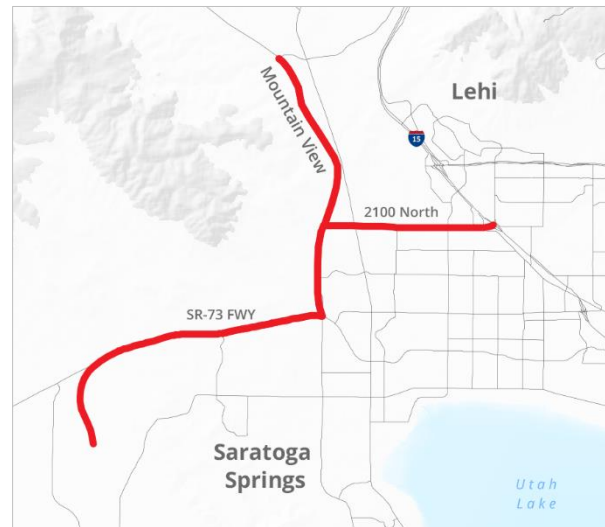 Lehi
Mountain View
15
2100 North
SR-73 FWY
Saratoga
Springs
Utah
Lake